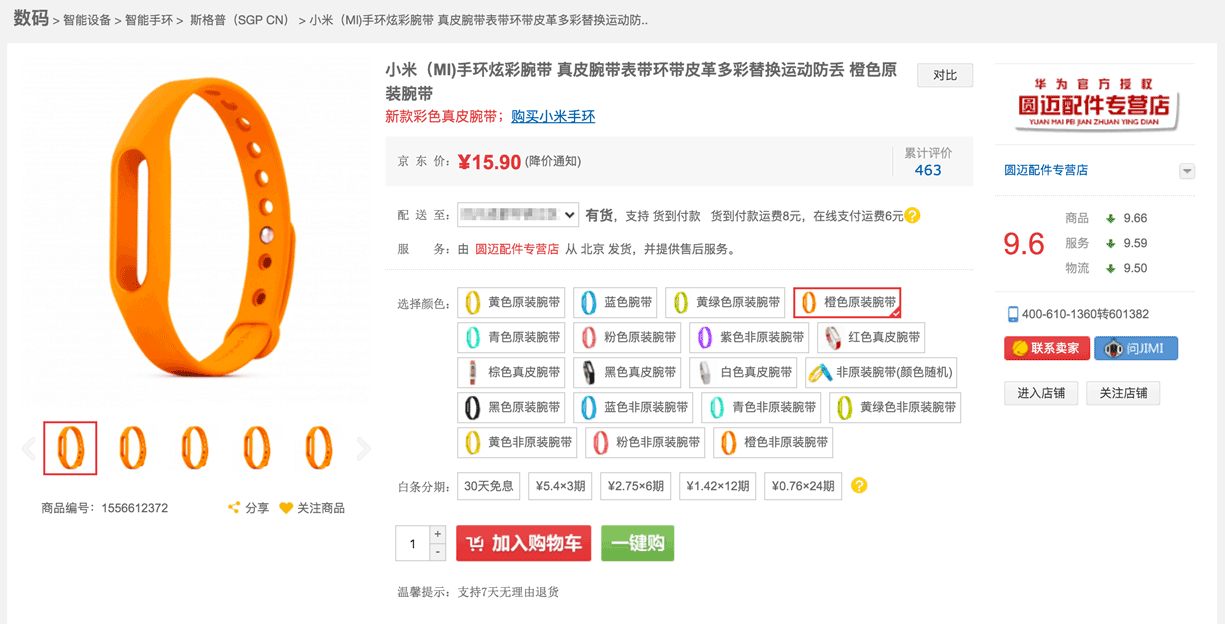 数码 > 智能设备 > 智能手环 > 斯格普（SGP CN） > 小米（MI)手环炫彩腕带 真皮腕带表带环带皮革多彩替换运动防..
小米（MI)手环炫彩腕带 真皮腕带表带环带皮革多彩替换运动防丢 橙色原
装腕带
对比
新款彩色真皮腕带；购买小米手环
京 东 价： ¥15.90 (降价通知)
累计评价
463
配 送 至： 有货，支持 货到付款 货到付款运费8元，在线支付运费6元 ?
服 务： 由 圆迈配件专营店 从 北京 发货，并提供售后服务。
选择颜色： 黄色原装腕带 蓝色腕带 黄绿色原装腕带 橙色原装腕带
青色原装腕带 粉色原装腕带 紫色非原装腕带 红色真皮腕带
棕色真皮腕带 黑色真皮腕带 白色真皮腕带 非原装腕带(颜色随机)
黑色原装腕带 蓝色非原装腕带 青色非原装腕带 黄绿色非原装腕带
黄色非原装腕带 粉色非原装腕带 橙色非原装腕带
白条分期： 30天免息 ¥5.4×3期 ¥2.75×6期 ¥1.42×12期 ¥0.76×24期 ?
1 + - 加入购物车 一键购
温馨提示：支持7天无理由退货
商品编号：1556612372 分享 关注商品
华为官方授权
圆迈配件专营店
YUAN MAI PEI JIAN ZHUAN YING DIAN
圆迈配件专营店
9.6
商品 9.66
服务 9.59
物流 9.50
400-610-1360转601382
联系卖家 问JIMI
进入店铺 关注店铺